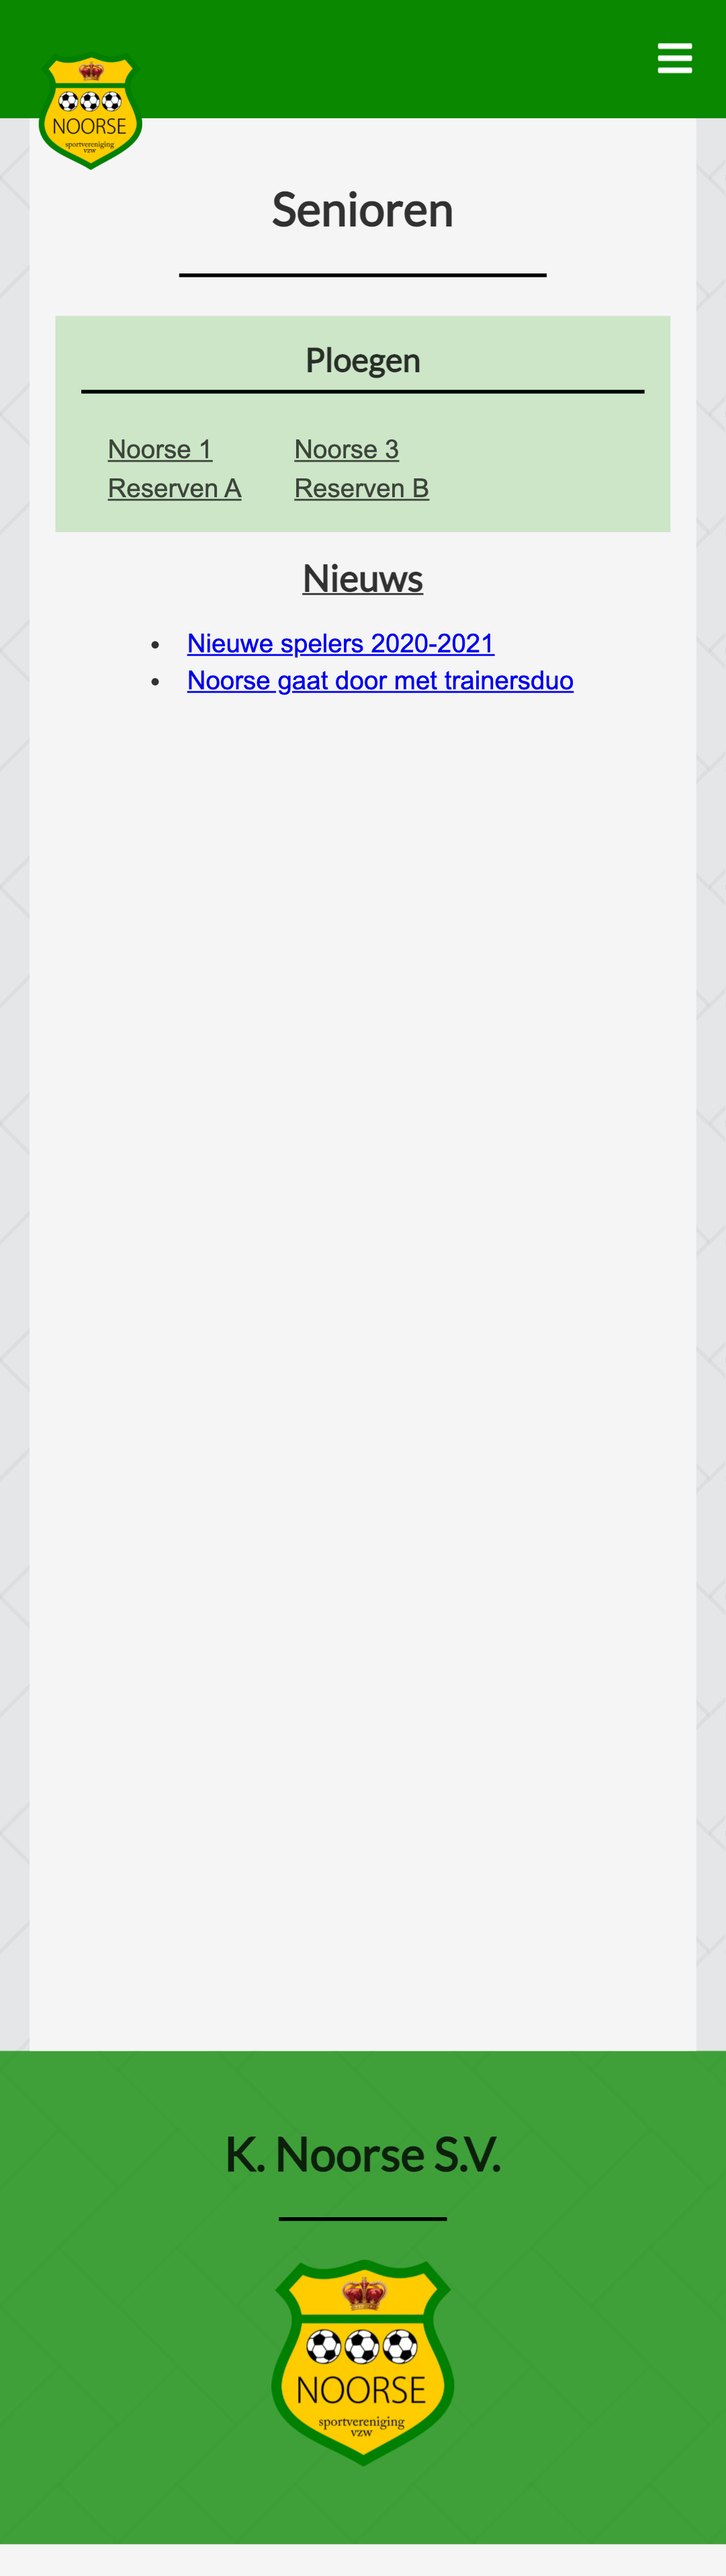 NOORSE
sportvereniging
vzw
Senioren
Ploegen
Noorse 1 Noorse 3
Reserven A Reserven B
Nieuws
• Nieuwe spelers 2020-2021
• Noorse gaat door met trainersduo
K. Noorse S.V.
NOORSE
sportvereniging
vzw